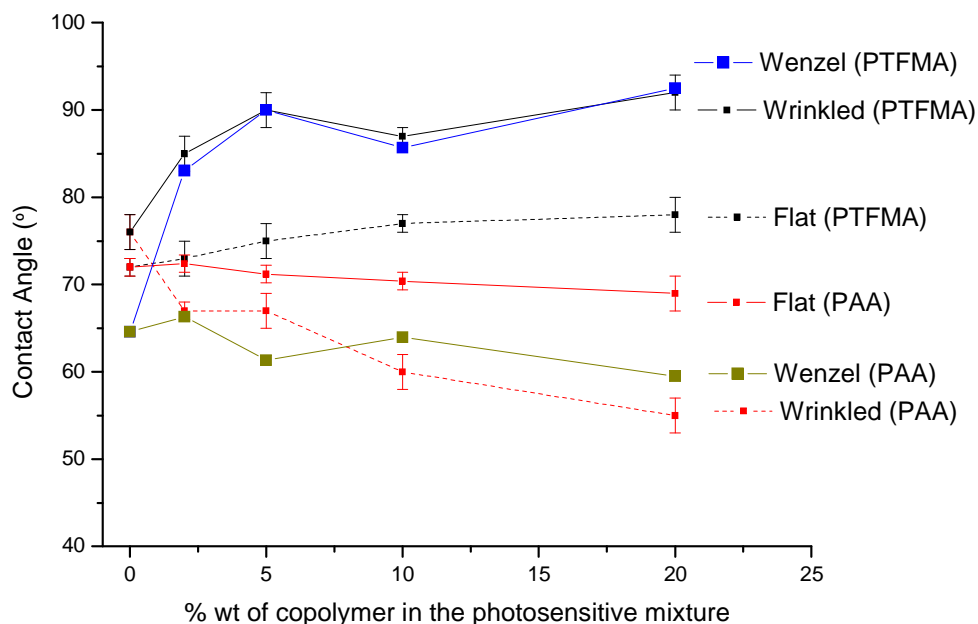 100
Wenzel (PTFMA)
Wrinkled (PTFMA)
90
80
Flat (PTFMA)
70
Flat (PAA)
60
Wenzel (PAA)
Wrinkled (PAA)
50
40
Contact Angle (º)
0 5 10 15 20 25
% wt of copolymer in the photosensitive mixture